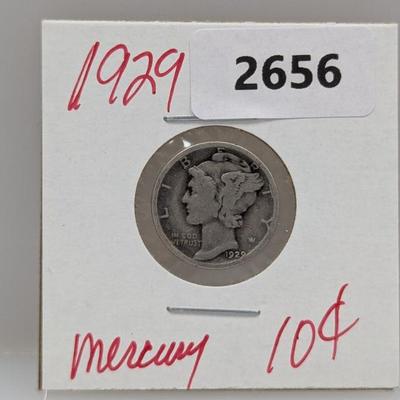 1929
2656
LIBERTY
IN GOD
WE TRUST
1929
mercury 10¢